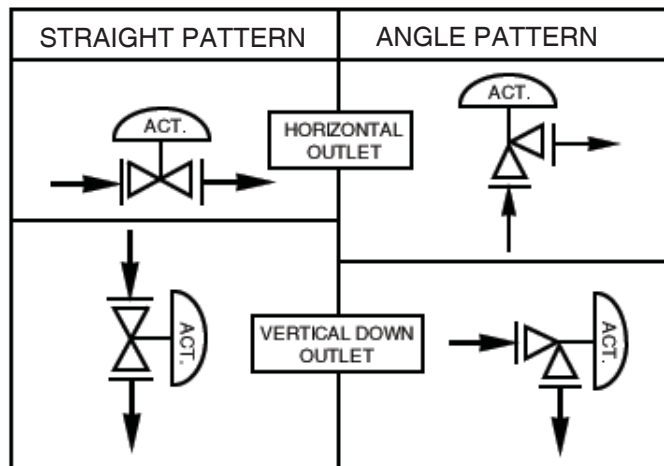 STRAIGHT PATTERN
ANGLE PATTERN
ACT.
HORIZONTAL
OUTLET
ACT.
ACT.
VERTICAL DOWN
OUTLET
ACT.